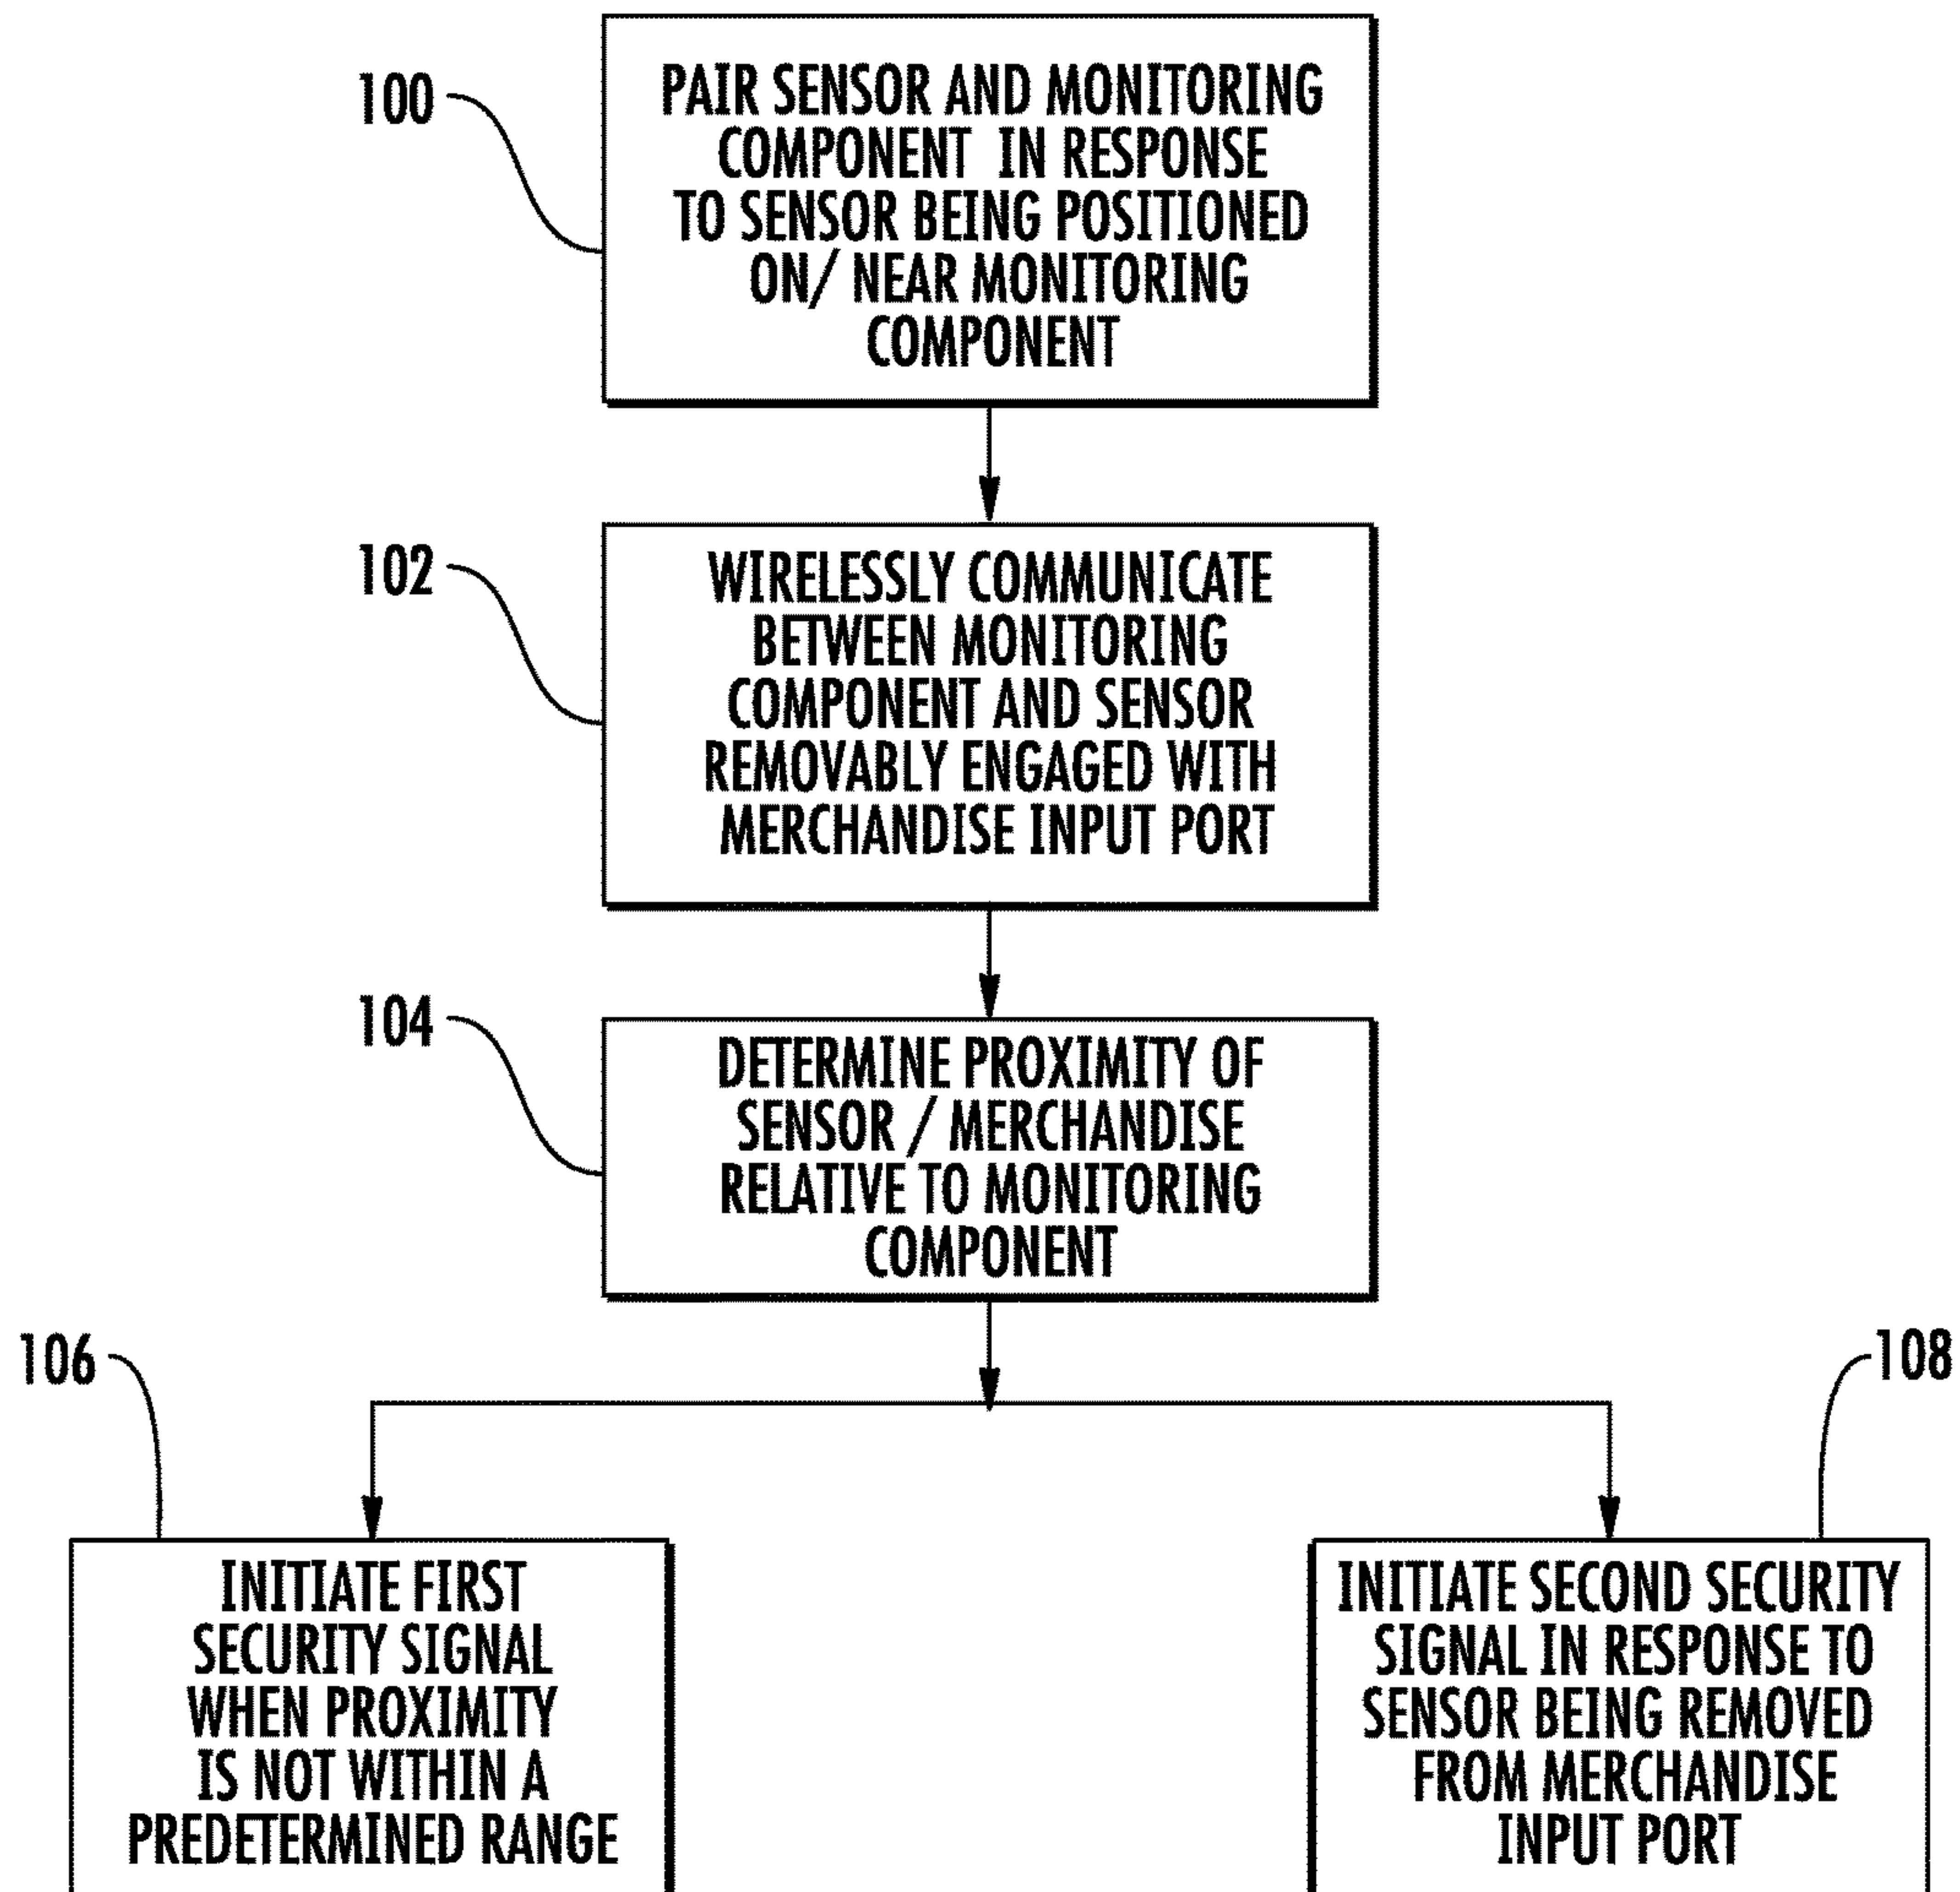 100
PAIR SENSOR AND MONITORING
COMPONENT IN RESPONSE
TO SENSOR BEING POSITIONED
ON/ NEAR MONITORING
COMPONENT
102
WIRELESSLY COMMUNICATE
BETWEEN MONITORING
COMPONENT AND SENSOR
REMOVABLY ENGAGED WITH
MERCHANDISE INPUT PORT
104
DETERMINE PROXIMITY OF
SENSOR / MERCHANDISE
RELATIVE TO MONITORING
COMPONENT
106
INITIATE FIRST
SECURITY SIGNAL
WHEN PROXIMITY
IS NOT WITHIN A
PREDETERMINED RANGE
108
INITIATE SECOND SECURITY
SIGNAL IN RESPONSE TO
SENSOR BEING REMOVED
FROM MERCHANDISE
INPUT PORT